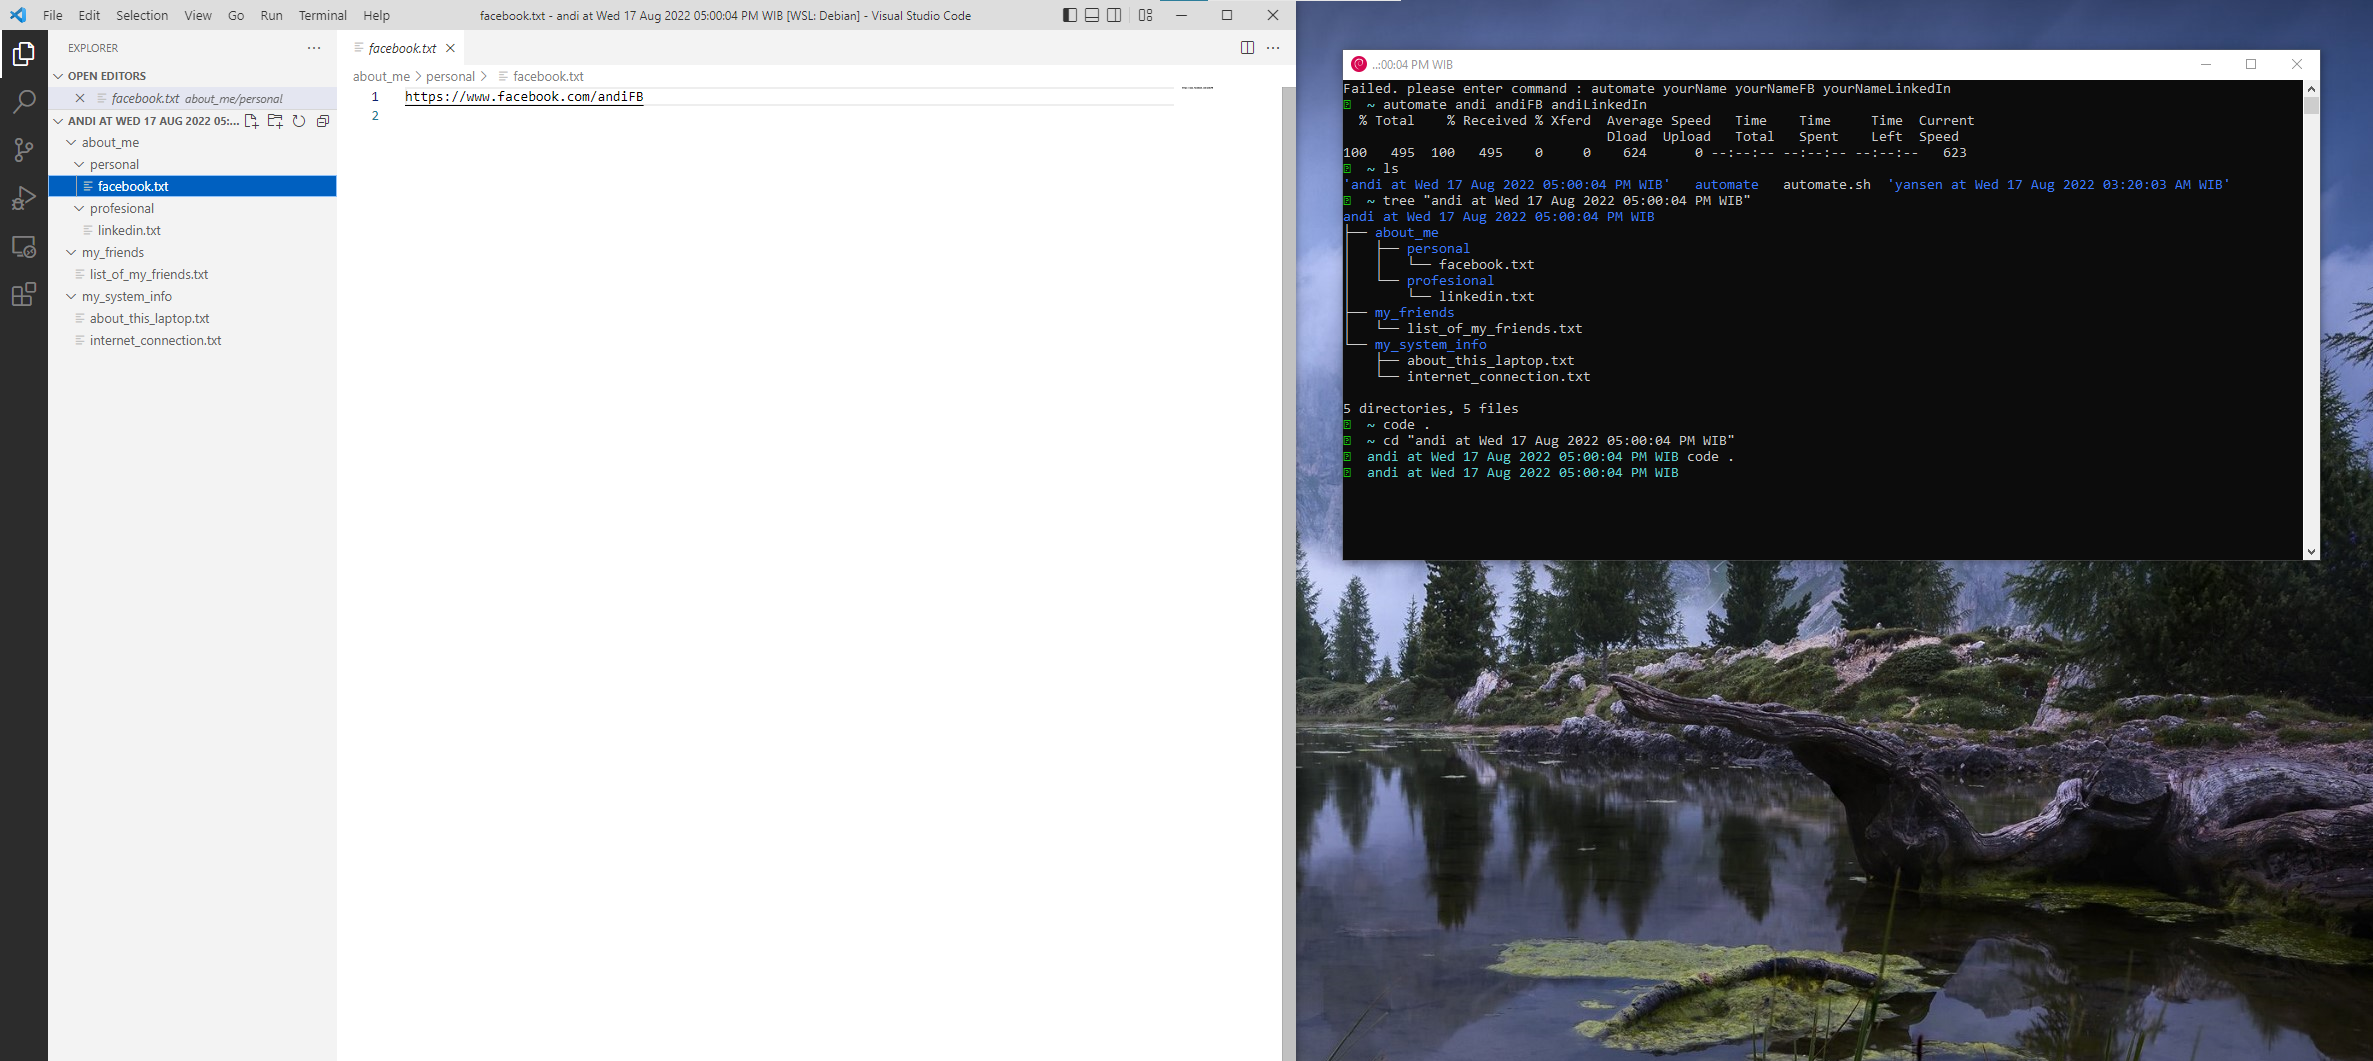 File Edit Selection View Go Run Terminal Help
facebook.txt - andi at Wed 17 Aug 2022 05:00:04 PM WIB [WSL: Debian] - Visual Studio Code
EXPLORER
OPEN EDITORS
facebook.txt about_me/personal
ANDI AT WED 17 AUG 2022 05:...
about_me
personal
facebook.txt
profesional
linkedin.txt
my_friends
list_of_my_friends.txt
my_system_info
about_this_laptop.txt
internet_connection.txt
facebook.txt
about_me > personal > facebook.txt
1 https://www.facebook.com/andiFB
2
..:00:04 PM WIB
Failed. please enter command : automate yourName yourNameFB yourNameLinkedIn
~ automate andi andiFB andiLinkedIn
% Total % Received % Xferd Average Speed Time Time Time Current
Dload Upload Total Spent Left Speed
100 495 100 495 0 0 624 0 --:--:-- --:--:-- --:--:-- 623
~ ls
'andi at Wed 17 Aug 2022 05:00:04 PM WIB' automate automate.sh 'yansen at Wed 17 Aug 2022 03:20:03 AM WIB'
~ tree "andi at Wed 17 Aug 2022 05:00:04 PM WIB"
andi at Wed 17 Aug 2022 05:00:04 PM WIB
├── about_me
│   ├── personal
│   │   └── facebook.txt
│   └── profesional
│       └── linkedin.txt
├── my_friends
│   └── list_of_my_friends.txt
└── my_system_info
    ├── about_this_laptop.txt
    └── internet_connection.txt
5 directories, 5 files
~ code .
~ cd "andi at Wed 17 Aug 2022 05:00:04 PM WIB"
andi at Wed 17 Aug 2022 05:00:04 PM WIB code .
andi at Wed 17 Aug 2022 05:00:04 PM WIB